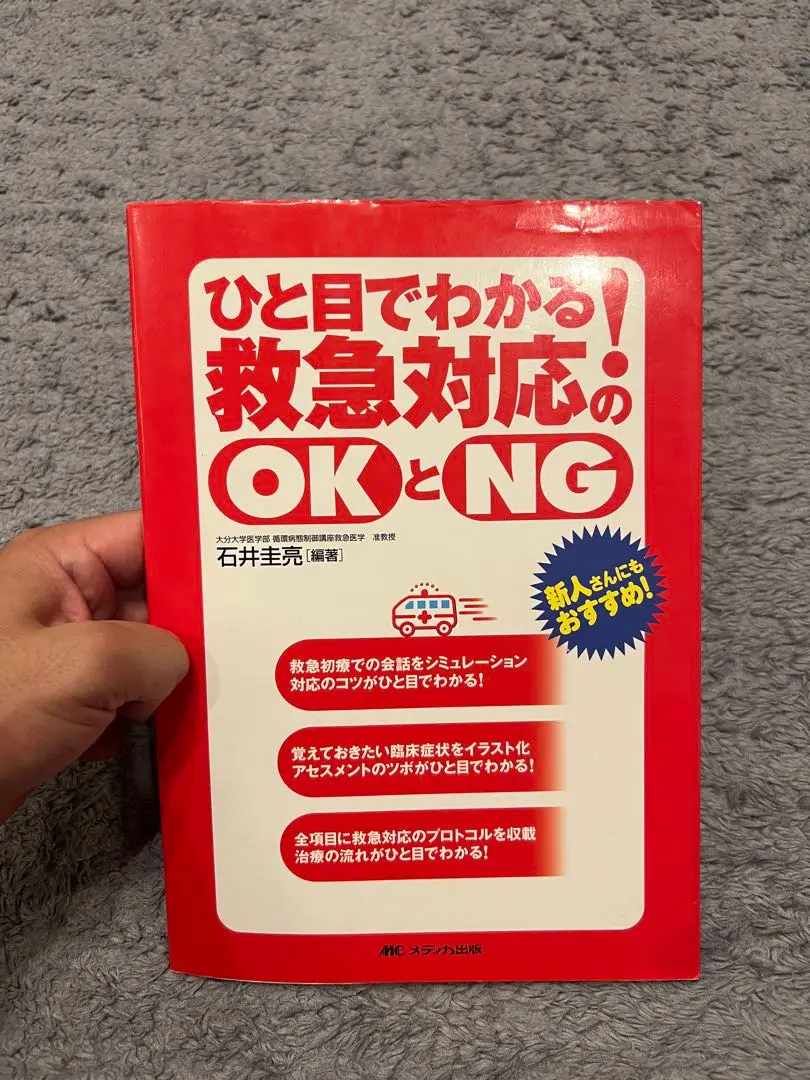 ひと目でわかる!
救急対応の
OKとNG
大分大学医学部 循環病態制御講座救急医学 准教授
石井圭亮[編著]
新人さんにも
おすすめ!
救急初療での会話をシミュレーション
対応のコツがひと目でわかる!
覚えておきたい臨床症状をイラスト化
アセスメントのツボがひと目でわかる!
全項目に救急対応のプロトコルを収載
治療の流れがひと目でわかる!
MC メディカ出版